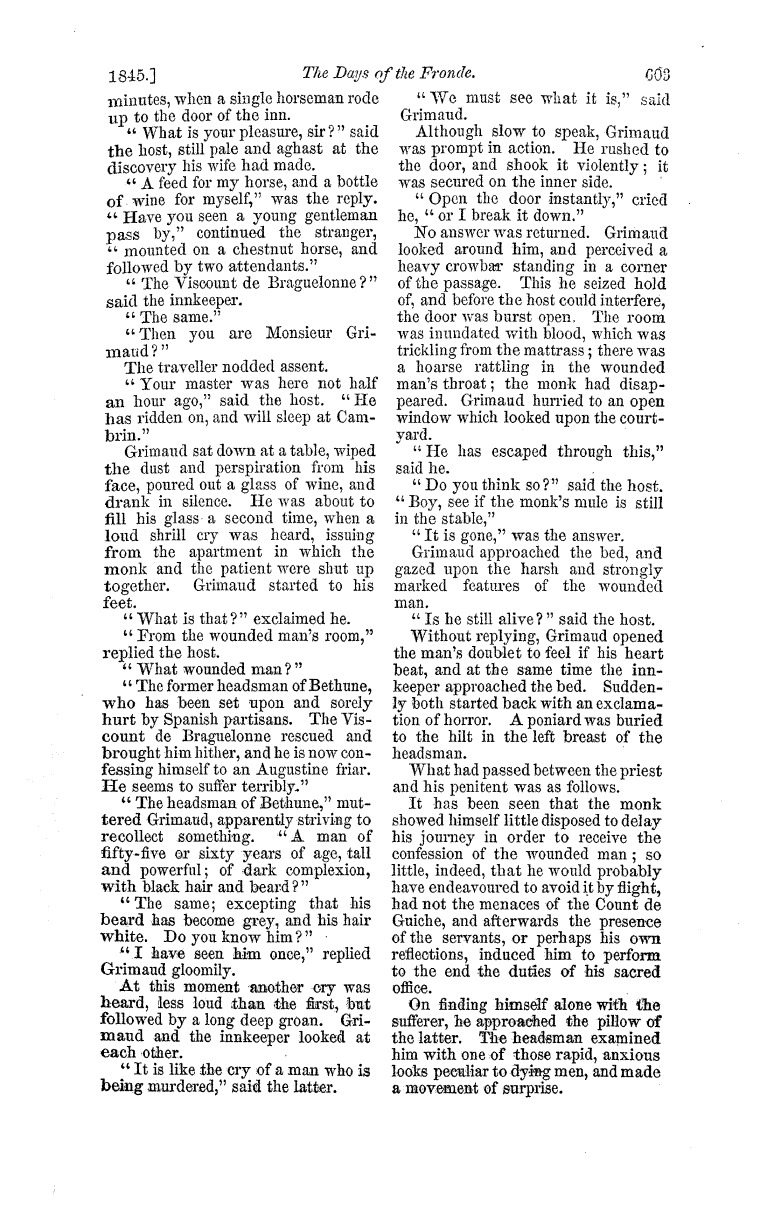 1845.]
The Days of the Fronde.
603
minutes, when a single horseman rode
up to the door of the inn.
“ What is your pleasure, sir ?” said
the host, still pale and aghast at the
discovery his wife had made.
“ A feed for my horse, and a bottle
of wine for myself,” was the reply.
“ Have you seen a young gentleman
pass by,” continued the stranger,
“ mounted on a chestnut horse, and
followed by two attendants.”
“ The Viscount de Braguelonne ?”
said the innkeeper.
“ The same.”
“ Then you are Monsieur Gri-
maud ?”
The traveller nodded assent.
“ Your master was here not half
an hour ago,” said the host. “ He
has ridden on, and will sleep at Cam-
brin.”
Grimaud sat down at a table, wiped
the dust and perspiration from his
face, poured out a glass of wine, and
drank in silence. He was about to
fill his glass a second time, when a
loud shrill cry was heard, issuing
from the apartment in which the
monk and the patient were shut up
together. Grimaud started to his
feet.
“ What is that ?” exclaimed he.
“ From the wounded man’s room,”
replied the host.
“ What wounded man ?”
“ The former headsman of Bethune,
who has been set upon and sorely
hurt by Spanish partisans. The Vis-
count de Braguelonne rescued and
brought him hither, and he is now con-
fessing himself to an Augustine friar.
He seems to suffer terribly.”
“ The headsman of Bethune,” mut-
tered Grimaud, apparently striving to
recollect something. “ A man of
fifty-five or sixty years of age, tall
and powerful ; of dark complexion,
with black hair and beard ?”
“ The same ; excepting that his
beard has become grey, and his hair
white. Do you know him ?”
“ I have seen him once,” replied
Grimaud gloomily.
At this moment another cry was
heard, less loud than the first, but
followed by a long deep groan. Gri-
maud and the innkeeper looked at
each other.
“ It is like the cry of a man who is
being murdered,” said the latter.
“ We must see what it is,” said
Grimaud.
Although slow to speak, Grimaud
was prompt in action. He rushed to
the door, and shook it violently ; it
was secured on the inner side.
“ Open the door instantly,” cried
he, “ or I break it down.”
No answer was returned. Grimaud
looked around him, and perceived a
heavy crowbar standing in a corner
of the passage. This he seized hold
of, and before the host could interfere,
the door was burst open. The room
was inundated with blood, which was
trickling from the mattrass ; there was
a hoarse rattling in the wounded
man’s throat ; the monk had disap-
peared. Grimaud hurried to an open
window which looked upon the court-
yard.
“ He has escaped through this,”
said he.
“ Do you think so ?” said the host.
“ Boy, see if the monk’s mule is still
in the stable,”
“ It is gone,” was the answer.
Grimaud approached the bed, and
gazed upon the harsh and strongly
marked features of the wounded
man.
“ Is he still alive ?” said the host.
Without replying, Grimaud opened
the man’s doublet to feel if his heart
beat, and at the same time the inn-
keeper approached the bed. Sudden-
ly both started back with an exclama-
tion of horror. A poniard was buried
to the hilt in the left breast of the
headsman.
What had passed between the priest
and his penitent was as follows.
It has been seen that the monk
showed himself little disposed to delay
his journey in order to receive the
confession of the wounded man ; so
little, indeed, that he would probably
have endeavoured to avoid it by flight,
had not the menaces of the Count de
Guiche, and afterwards the presence
of the servants, or perhaps his own
reflections, induced him to perform
to the end the duties of his sacred
office.
On finding himself alone with the
sufferer, he approached the pillow of
the latter. The headsman examined
him with one of those rapid, anxious
looks peculiar to dying men, and made
a movement of surprise.